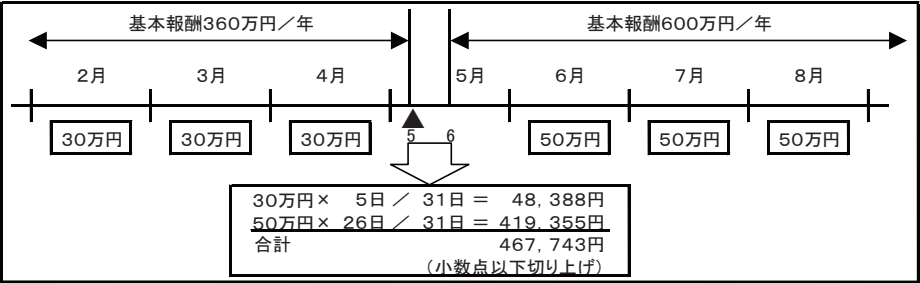 基本報酬360万円/年 基本報酬600万円/年
2月 3月 4月 5月 6月 7月 8月
30万円 30万円 30万円 50万円 50万円 50万円
5 6
30万円× 5日 / 31日 = 48,388円
50万円× 26日 / 31日 = 419,355円
合計 467,743円
(小数点以下切り上げ)